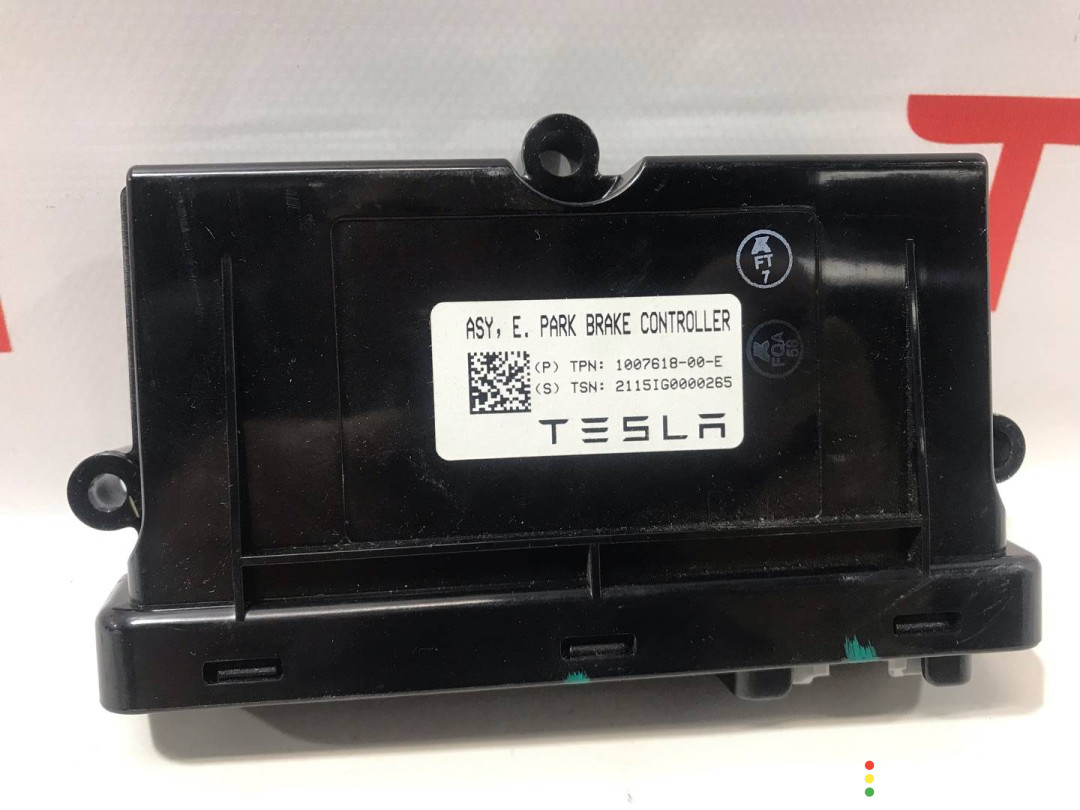 FT
7
ASY, E. PARK BRAKE CONTROLLER
FQA
58
(P) TPN: 1007618-00-E
(S) TSN: 2115IG0000265
TESLA